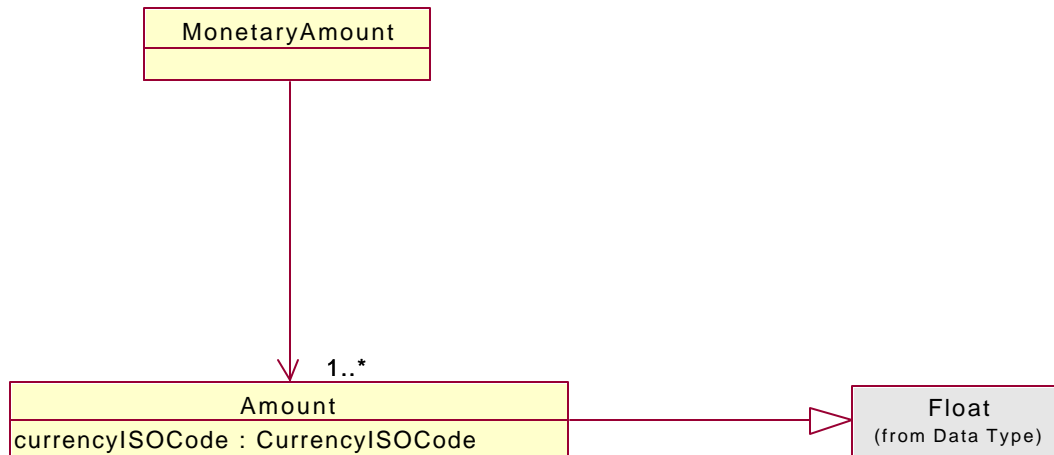 MonetaryAmount
1..*
Amount
currencyISOCode : CurrencyISOCode
Float
(from Data Type)